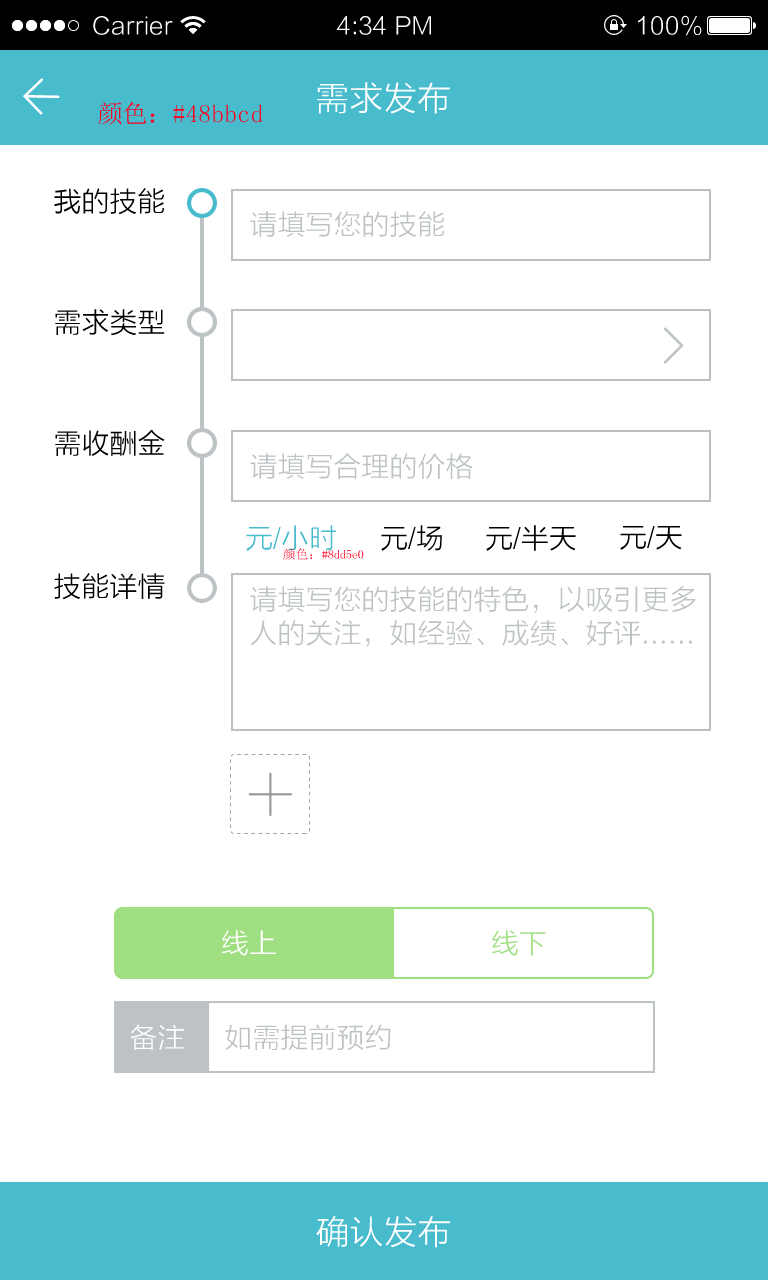 Carrier 4:34 PM 100%
需求发布
颜色：#48bbcd
我的技能 请填写您的技能
需求类型
需收酬金 请填写合理的价格
元/小时 元/场 元/半天 元/天
颜色：#8dd5e0
技能详情 请填写您的技能的特色，以吸引更多
人的关注，如经验、成绩、好评......
线上 线下
备注 如需提前预约
确认发布